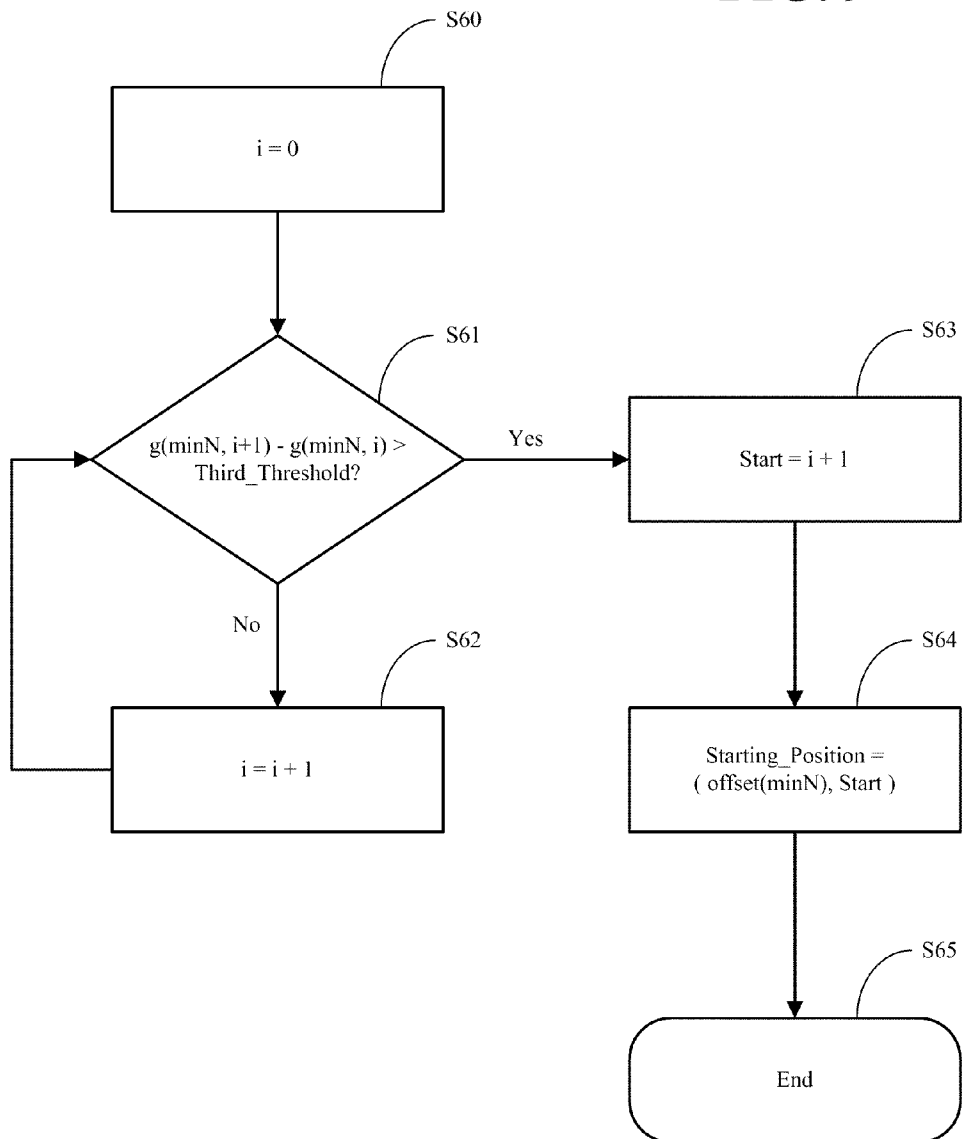 S60
i = 0
S61
g(minN, i+1) - g(minN, i) >
Third_Threshold?
Yes
S63
Start = i + 1
No
S62
i = i + 1
S64
Starting_Position =
( offset(minN), Start )
S65
End